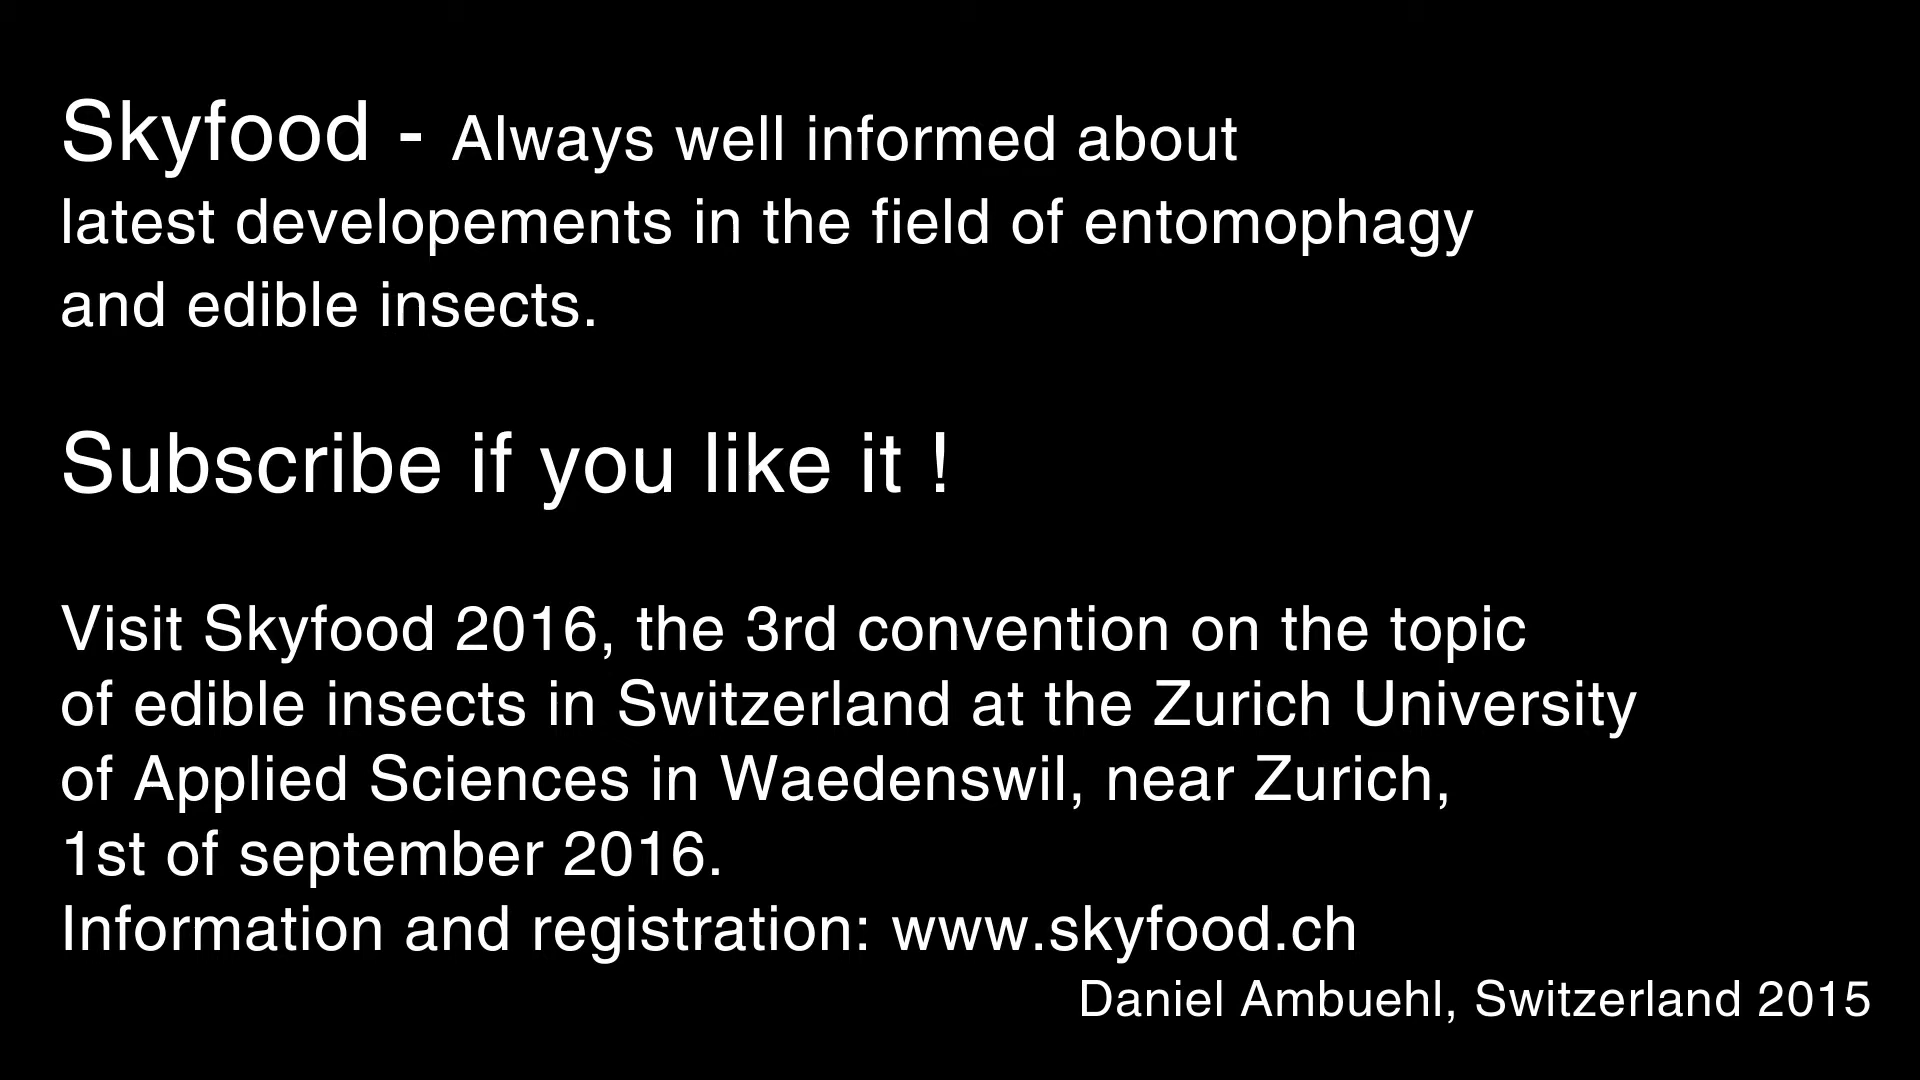 Skyfood - Always well informed about
latest developements in the field of entomophagy
and edible insects.
Subscribe if you like it !
Visit Skyfood 2016, the 3rd convention on the topic
of edible insects in Switzerland at the Zurich University
of Applied Sciences in Waedenswil, near Zurich,
1st of september 2016.
Information and registration: www.skyfood.ch
Daniel Ambuehl, Switzerland 2015